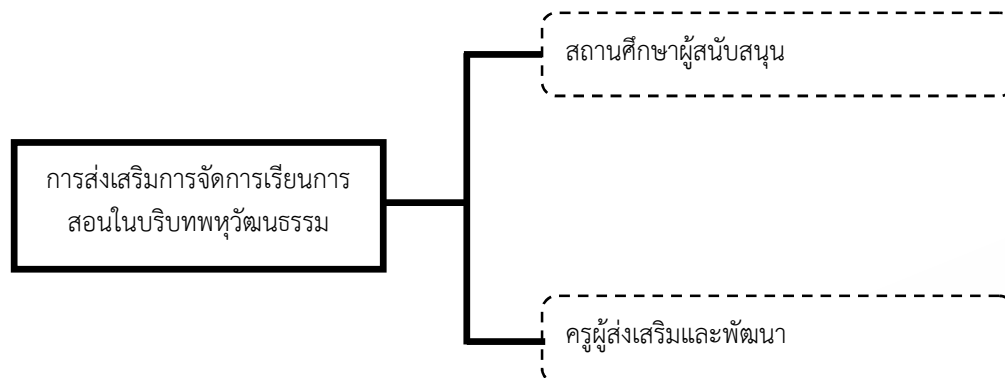 สถานศึกษาผู้สนับสนุน
การส่งเสริมการจัดการเรียนการ
สอนในบริบทพหุวัฒนธรรม
ครูผู้ส่งเสริมและพัฒนา